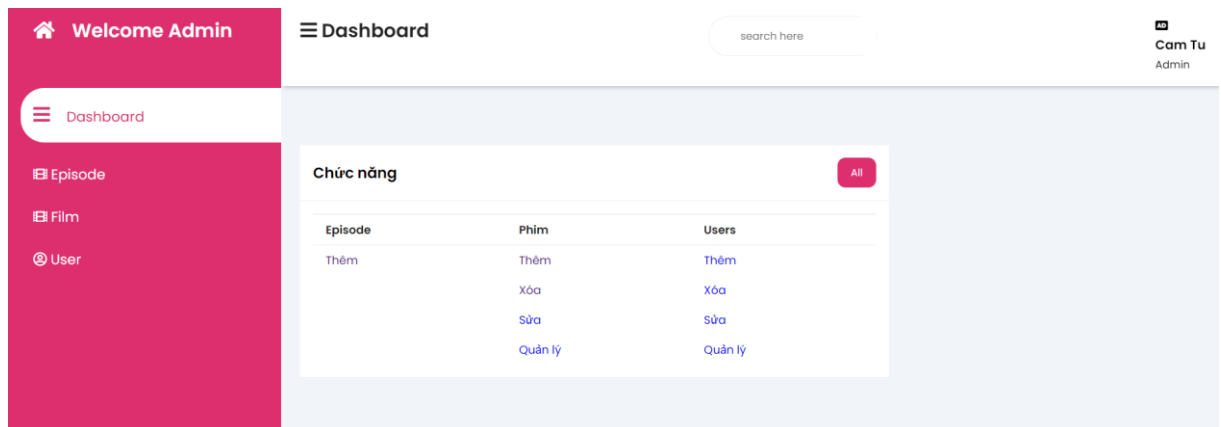 Welcome Admin
Dashboard
search here
AD
Cam Tu
Admin
Dashboard
Episode
Film
User
Chức năng
All
Episode Phim Users
Thêm Thêm Thêm
Xóa Xóa
Sửa Sửa
Quản lý Quản lý